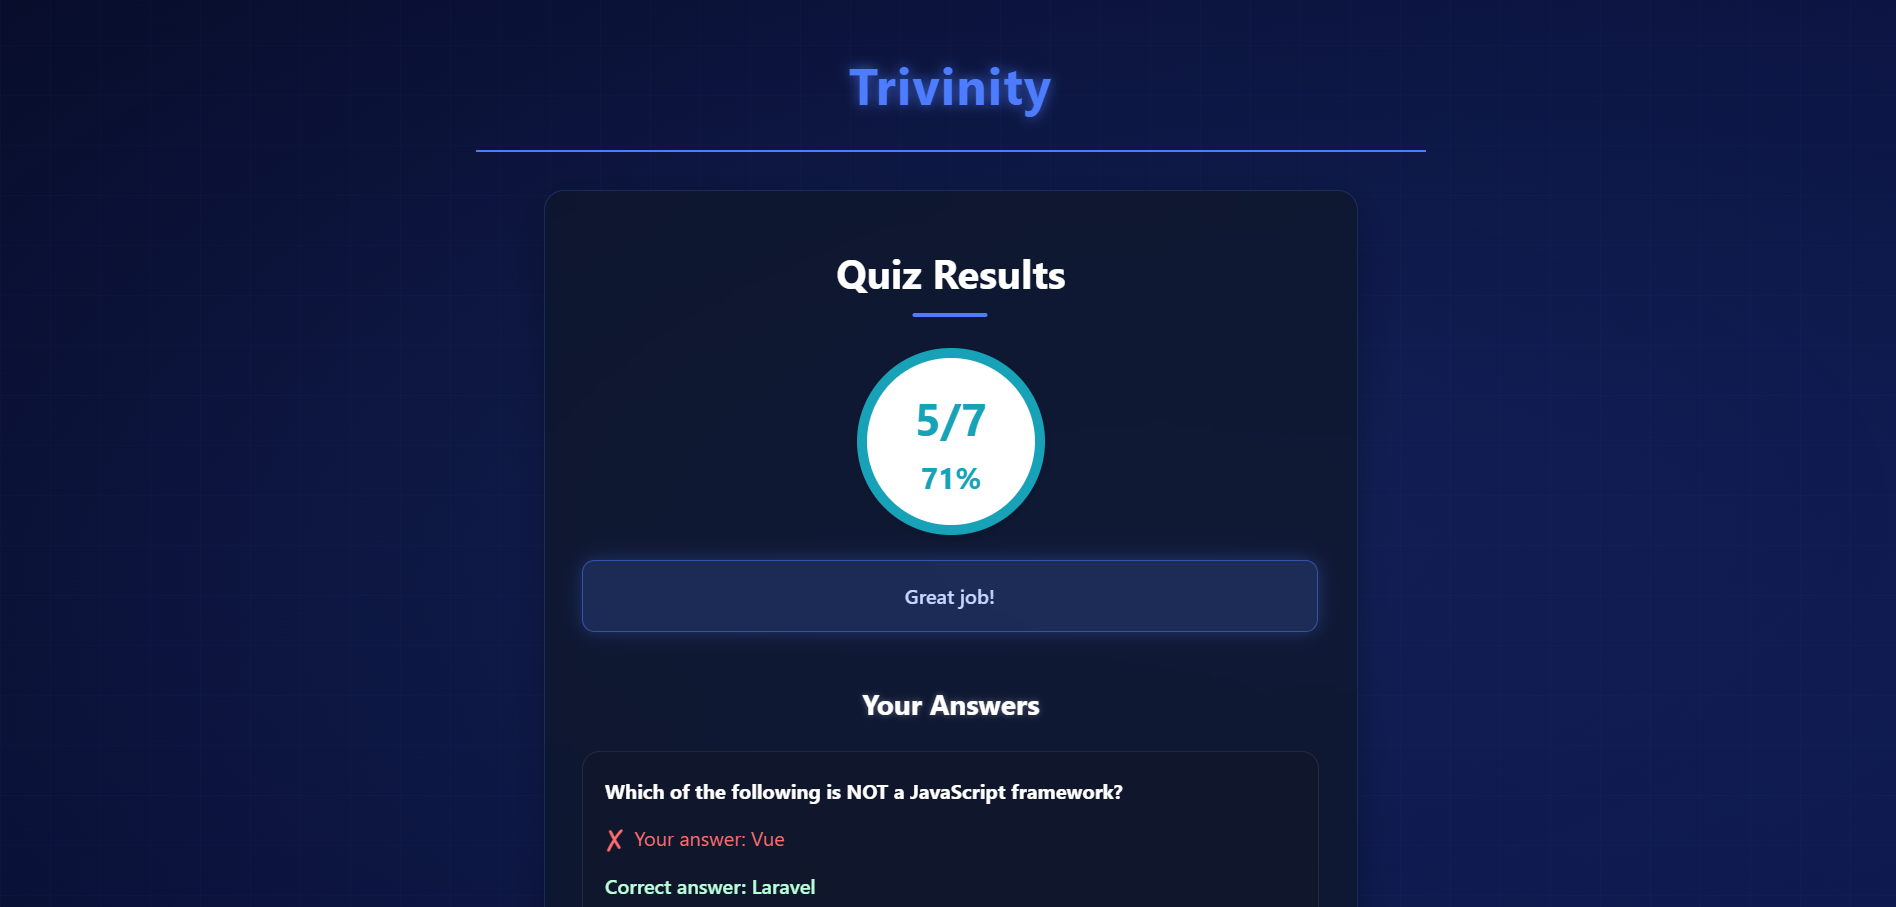 Trivinity
Quiz Results
5/7
71%
Great job!
Your Answers
Which of the following is NOT a JavaScript framework?
✗ Your answer: Vue
Correct answer: Laravel